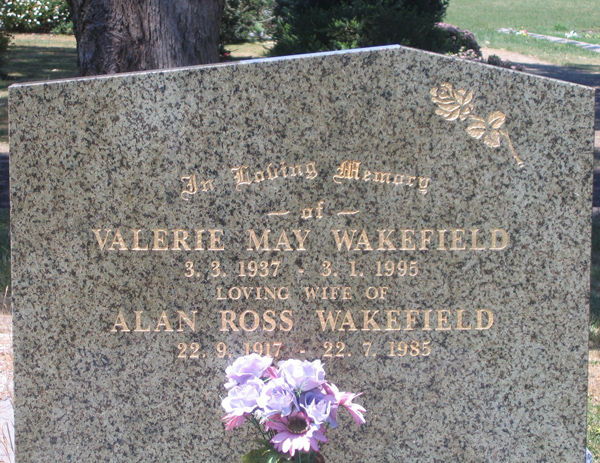 In Loving Memory
– of –
VALERIE MAY WAKEFIELD
3. 3. 1937 - 3. 1. 1995
LOVING WIFE OF
ALAN ROSS WAKEFIELD
22. 9. 1917 - 22. 7. 1985